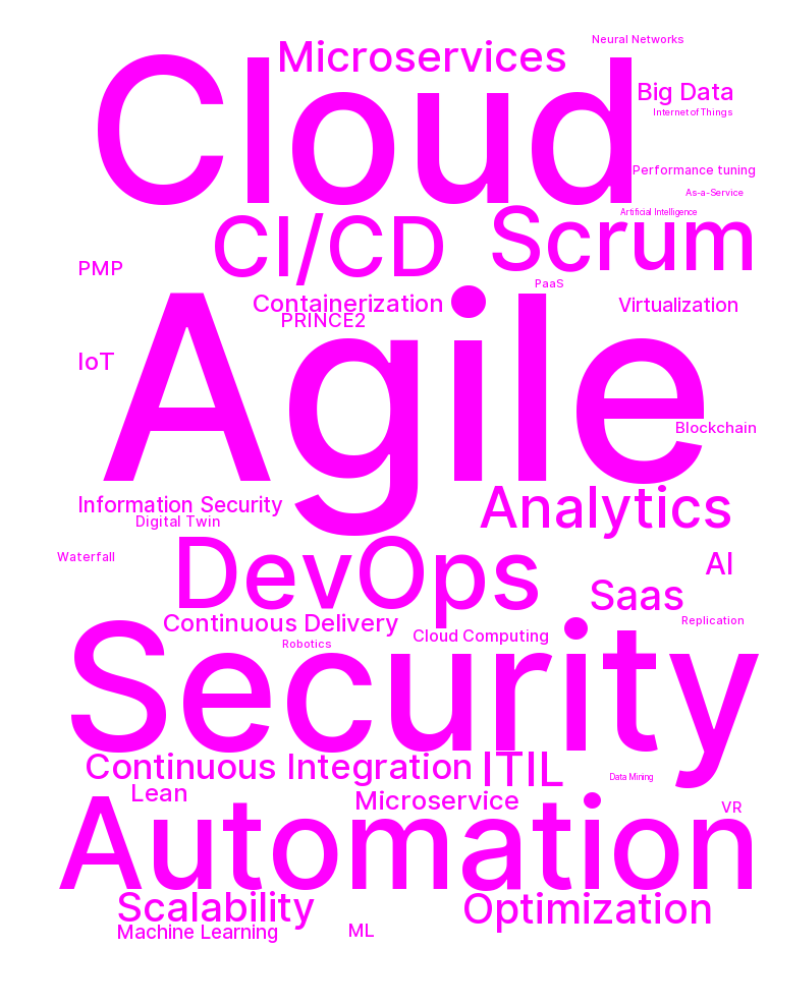 Neural Networks
Microservices
Cloud
Big Data
Internet of Things
Performance tuning
As-a-Service
Artificial Intelligence
CI/CD
Scrum
PMP
PaaS
Containerization
Virtualization
PRINCE2
Agile
IoT
Blockchain
Information Security
Analytics
Digital Twin
Waterfall
DevOps
AI
Saas
Continuous Delivery
Replication
Cloud Computing
Robotics
Security
Continuous Integration
ITIL
Data Mining
Lean
Microservice
VR
Automation
Scalability
Optimization
Machine Learning
ML